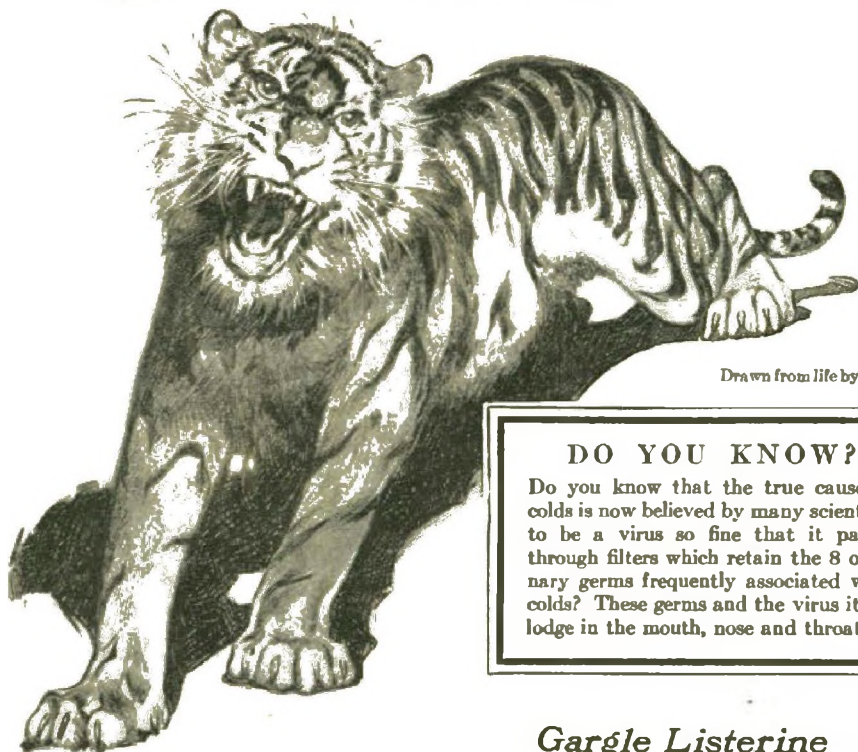 Drawn from life by
DO YOU KNOW?
Do you know that the true cause
colds is now believed by many scient
to be a virus so fine that it pa
through filters which retain the 8 o
nary germs frequently associated w
colds? These germs and the virus it
lodge in the mouth, nose and throat
Gargle Listerine